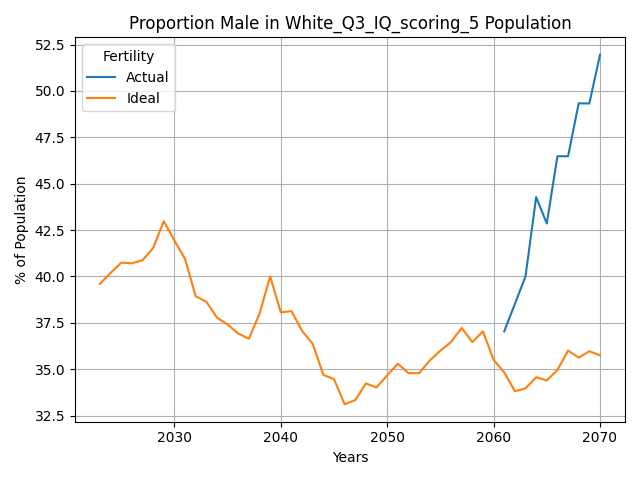 Proportion Male in White_Q3_IQ_scoring_5 Population
Fertility
Actual
Ideal
52.5
50.0
47.5
45.0
42.5
40.0
37.5
35.0
32.5
% of Population
2030 2040 2050 2060 2070
Years